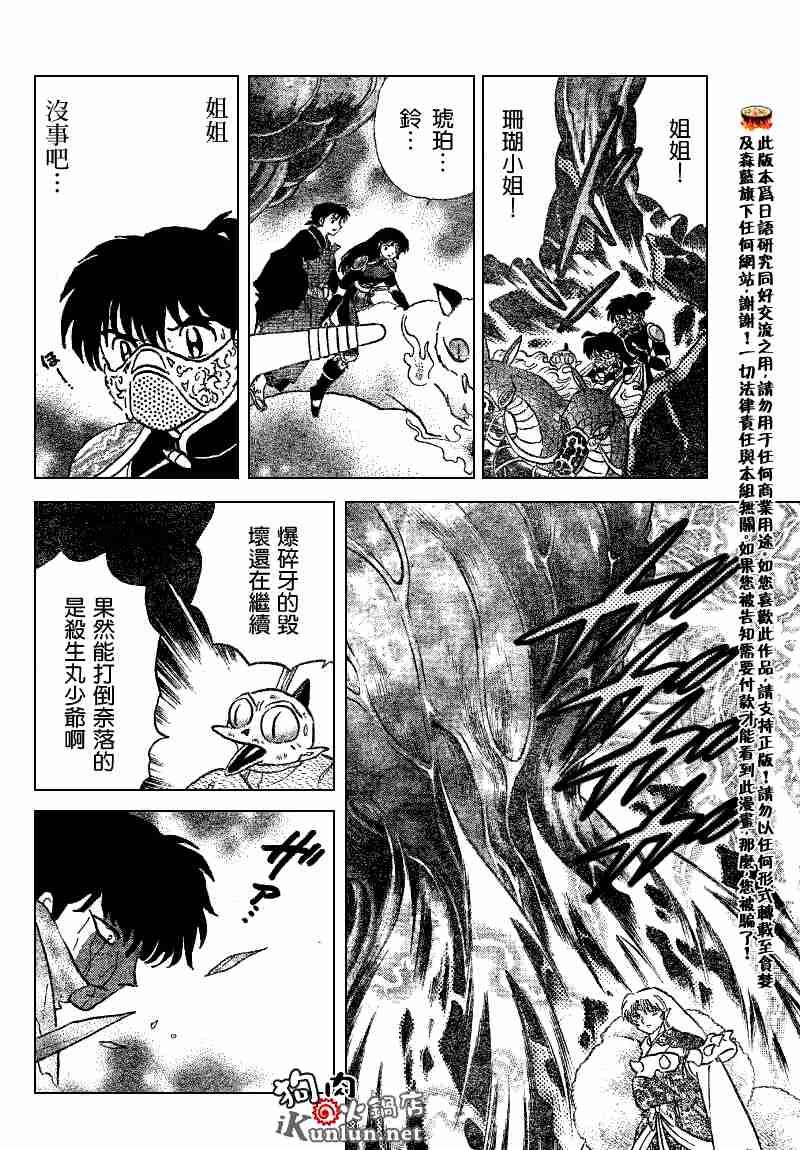 姐姐!
珊瑚小姐!
琥珀…
鈴…
姐姐
沒事吧…
ほ一…
爆碎牙的毀
壞還在繼續
果然能打倒奈落的
是殺生丸少爺啊
ザァ…
此版本爲日語研究同好交流之用,請勿用于任何商業用途,如您喜歡此作品,請支持正版!請勿以任何形式轉載至貪婪
及森藍旗下任何網站,謝謝!一切法律責任與本組無關。如果您被告知需要付款才能看到此漫畫,那麽,您被騙了!
狗肉
火鍋店
iKunlun.net